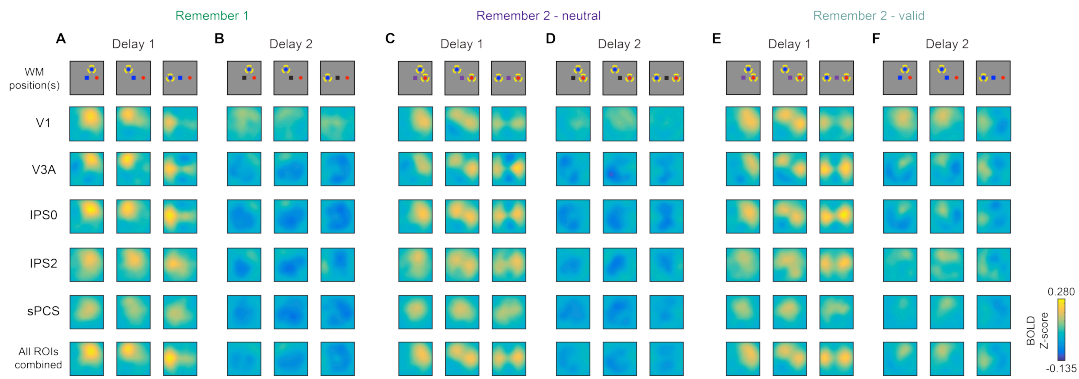 Remember 1
Remember 2 - neutral
Remember 2 - valid
A Delay 1 B Delay 2 C Delay 1 D Delay 2 E Delay 1 F Delay 2
WM
position(s)
V1
V3A
IPS0
IPS2
sPCS
All ROIs
combined
0.280
BOLD
Z-score
-0.135